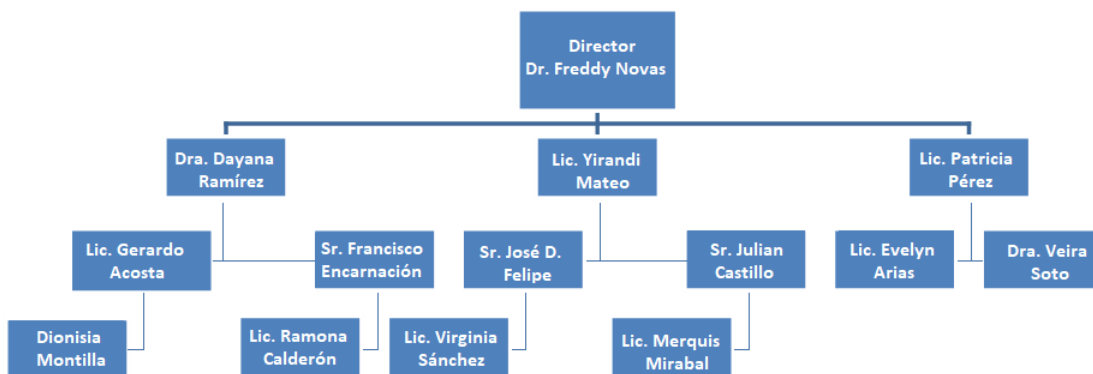 Director
Dr. Freddy Novas
Dra. Dayana
Ramírez
Lic. Yirandi
Mateo
Lic. Patricia
Pérez
Lic. Gerardo
Acosta
Sr. Francisco
Encarnación
Sr. José D.
Felipe
Sr. Julian
Castillo
Lic. Evelyn
Arias
Dra. Veira
Soto
Dionisia
Montilla
Lic. Ramona
Calderón
Lic. Virginia
Sánchez
Lic. Merquis
Mirabal